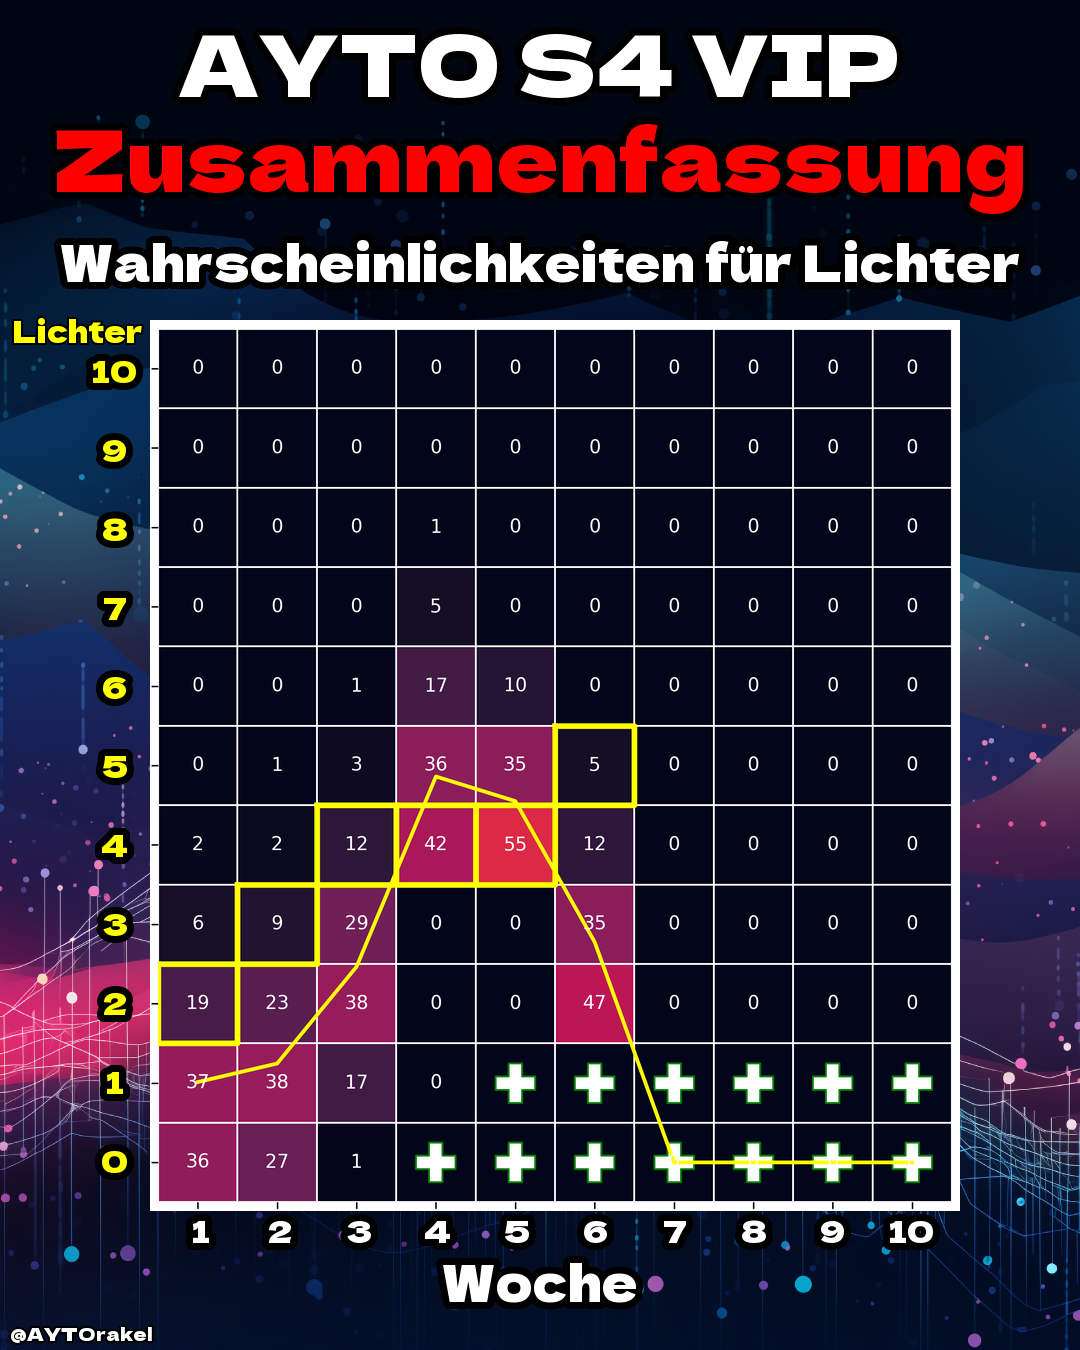 AYTO S4 VIP
Zusammenfassung
Wahrscheinlichkeiten für Lichter
Lichter
10 0 0 0 0 0 0 0 0 0 0
9 0 0 0 0 0 0 0 0 0 0
8 0 0 0 1 0 0 0 0 0 0
7 0 0 0 5 0 0 0 0 0 0
6 0 0 1 17 10 0 0 0 0 0
5 0 1 3 36 35 5 0 0 0 0
4 2 2 12 42 55 12 0 0 0 0
3 6 9 29 0 0 35 0 0 0 0
2 19 23 38 0 0 47 0 0 0 0
1 37 38 17 0
0 36 27 1
1 2 3 4 5 6 7 8 9 10
Woche
@AYTOrakel